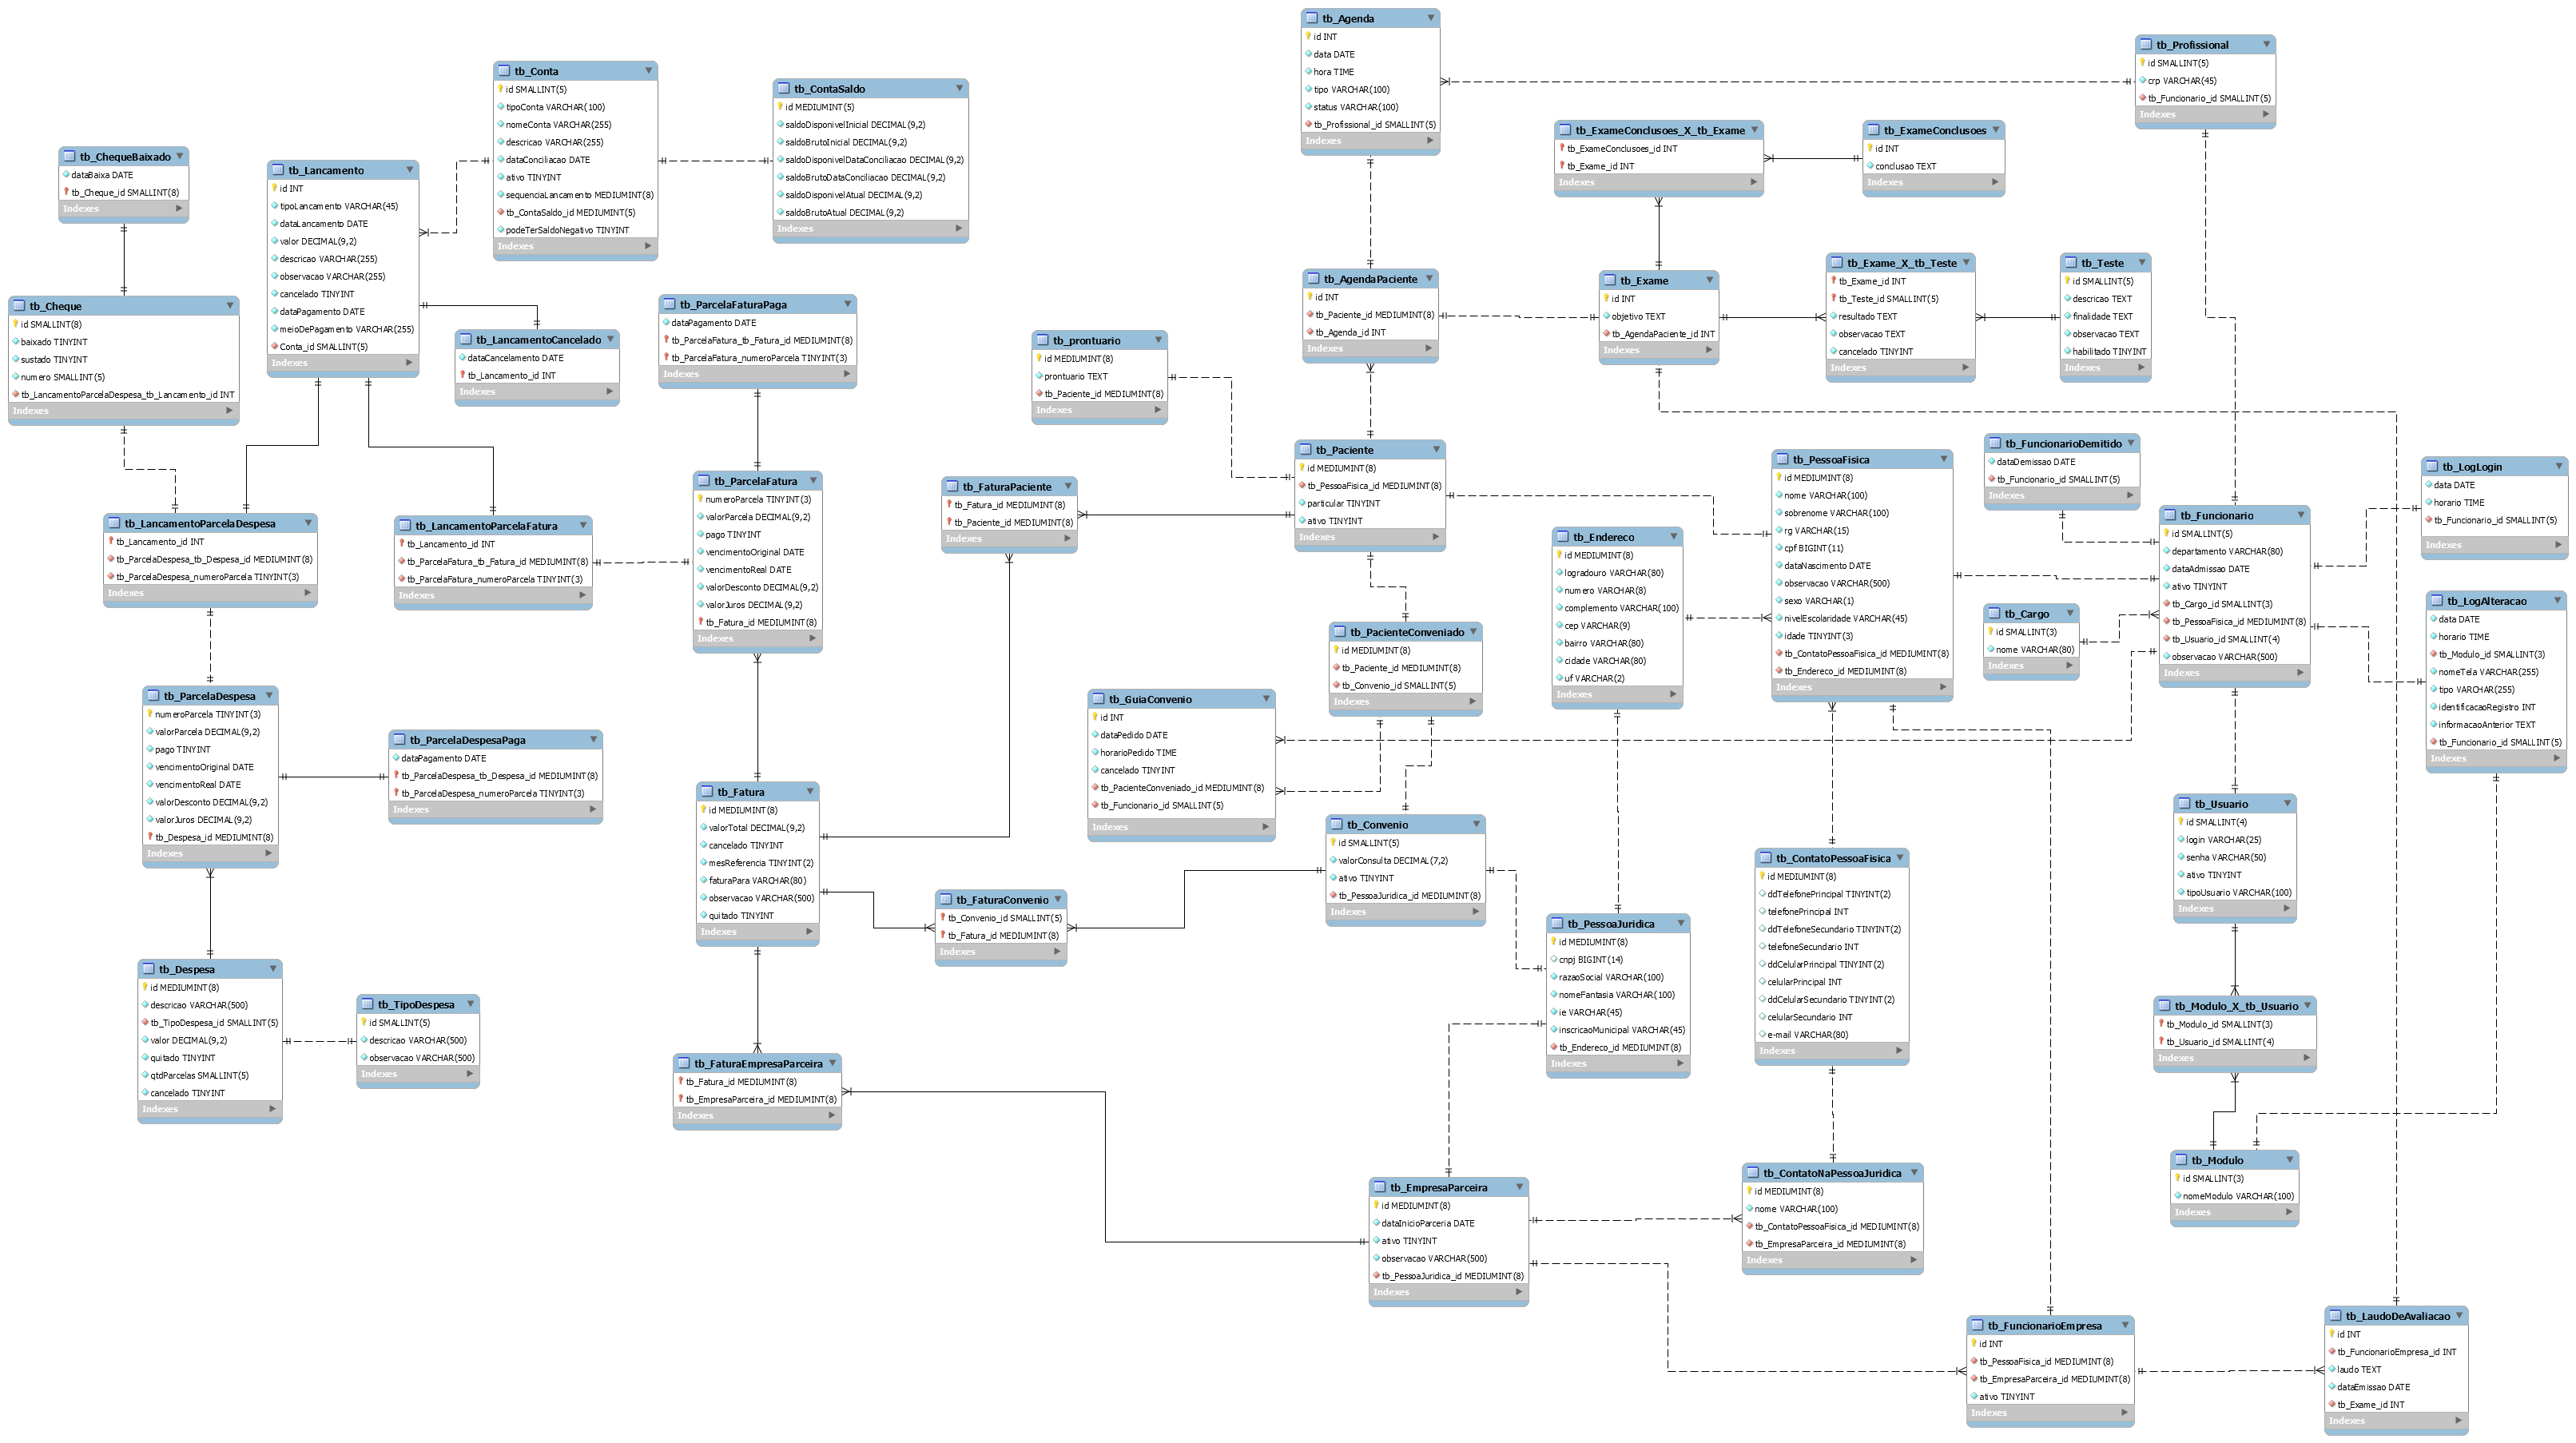 tb_Agenda
id INT
data DATE
hora TIME
tipo VARCHAR(100)
status VARCHAR(100)
tb_Profissional_id SMALLINT(5)
Indexes
tb_Profissional
id SMALLINT(5)
crp VARCHAR(45)
tb_Funcionario_id SMALLINT(5)
Indexes
tb_Conta
id SMALLINT(5)
tipoConta VARCHAR(100)
nomeConta VARCHAR(255)
descricao VARCHAR(255)
dataConciliacao DATE
ativo TINYINT
sequenciaLancamento MEDIUMINT(8)
tb_ContaSaldo_id MEDIUMINT(5)
podeTerSaldoNegativo TINYINT
Indexes
tb_ContaSaldo
id MEDIUMINT(5)
saldoDisponivelInicial DECIMAL(9,2)
saldoBrutoInicial DECIMAL(9,2)
saldoDisponivelDataConciliacao DECIMAL(9,2)
saldoBrutoDataConciliacao DECIMAL(9,2)
saldoDisponivelAtual DECIMAL(9,2)
saldoBrutoAtual DECIMAL(9,2)
Indexes
tb_ExameConclusoes_X_tb_Exame
tb_ExameConclusoes_id INT
tb_Exame_id INT
Indexes
tb_ExameConclusoes
id INT
conclusao TEXT
Indexes
tb_ChequeBaixado
dataBaixa DATE
tb_Cheque_id SMALLINT(8)
Indexes
tb_Lancamento
id INT
tipoLancamento VARCHAR(45)
dataLancamento DATE
valor DECIMAL(9,2)
descricao VARCHAR(255)
observacao VARCHAR(255)
cancelado TINYINT
dataPagamento DATE
meioDePagamento VARCHAR(255)
Conta_id SMALLINT(5)
Indexes
tb_Exame_X_tb_Teste
tb_Exame_id INT
tb_Teste_id SMALLINT(5)
resultado TEXT
observacao TEXT
cancelado TINYINT
Indexes
tb_Teste
id SMALLINT(5)
descricao TEXT
finalidade TEXT
observacao TEXT
habilitado TINYINT
Indexes
tb_AgendaPaciente
id INT
tb_Paciente_id MEDIUMINT(8)
tb_Agenda_id INT
Indexes
tb_Exame
id INT
objetivo TEXT
tb_AgendaPaciente_id INT
Indexes
tb_Cheque
id SMALLINT(8)
baixado TINYINT
sustado TINYINT
numero SMALLINT(5)
tb_LancamentoParcelaDespesa_tb_Lancamento_id INT
Indexes
tb_ParcelaFaturaPaga
dataPagamento DATE
tb_ParcelaFatura_tb_Fatura_id MEDIUMINT(8)
tb_ParcelaFatura_numeroParcela TINYINT(3)
Indexes
tb_LancamentoCancelado
dataCancelamento DATE
tb_Lancamento_id INT
Indexes
tb_prontuario
id MEDIUMINT(8)
prontuario TEXT
tb_Paciente_id MEDIUMINT(8)
Indexes
tb_Paciente
id MEDIUMINT(8)
tb_PessoaFisica_id MEDIUMINT(8)
particular TINYINT
ativo TINYINT
Indexes
tb_PessoaFisica
id MEDIUMINT(8)
nome VARCHAR(100)
sobrenome VARCHAR(100)
rg VARCHAR(15)
cpf BIGINT(11)
dataNascimento DATE
observacao VARCHAR(500)
sexo VARCHAR(1)
nivelEscolaridade VARCHAR(45)
idade TINYINT(3)
tb_ContatoPessoaFisica_id MEDIUMINT(8)
tb_Endereco_id MEDIUMINT(8)
Indexes
tb_FuncionarioDemitido
dataDemissao DATE
tb_Funcionario_id SMALLINT(5)
Indexes
tb_LogLogin
data DATE
horario TIME
tb_Funcionario_id SMALLINT(5)
Indexes
tb_ParcelaFatura
numeroParcela TINYINT(3)
valorParcela DECIMAL(9,2)
pago TINYINT
vencimentoOriginal DATE
vencimentoReal DATE
valorDesconto DECIMAL(9,2)
valorJuros DECIMAL(9,2)
tb_Fatura_id MEDIUMINT(8)
Indexes
tb_FaturaPaciente
tb_Fatura_id MEDIUMINT(8)
tb_Paciente_id MEDIUMINT(8)
Indexes
tb_LancamentoParcelaDespesa
tb_Lancamento_id INT
tb_ParcelaDespesa_tb_Despesa_id MEDIUMINT(8)
tb_ParcelaDespesa_numeroParcela TINYINT(3)
Indexes
tb_LancamentoParcelaFatura
tb_Lancamento_id INT
tb_ParcelaFatura_tb_Fatura_id MEDIUMINT(8)
tb_ParcelaFatura_numeroParcela TINYINT(3)
Indexes
tb_Endereco
id MEDIUMINT(8)
logradouro VARCHAR(80)
numero VARCHAR(8)
complemento VARCHAR(100)
cep VARCHAR(9)
bairro VARCHAR(80)
cidade VARCHAR(80)
uf VARCHAR(2)
Indexes
tb_Funcionario
id SMALLINT(5)
departamento VARCHAR(80)
dataAdmissao DATE
ativo TINYINT
tb_Cargo_id SMALLINT(3)
tb_PessoaFisica_id MEDIUMINT(8)
tb_Usuario_id SMALLINT(4)
observacao VARCHAR(500)
Indexes
tb_Cargo
id SMALLINT(3)
nome VARCHAR(80)
Indexes
tb_LogAlteracao
data DATE
horario TIME
tb_Modulo_id SMALLINT(3)
nomeTela VARCHAR(255)
tipo VARCHAR(255)
identificacaoRegistro INT
informacaoAnterior TEXT
tb_Funcionario_id SMALLINT(5)
Indexes
tb_PacienteConveniado
id MEDIUMINT(8)
tb_Paciente_id MEDIUMINT(8)
tb_Convenio_id SMALLINT(5)
Indexes
tb_ParcelaDespesa
numeroParcela TINYINT(3)
valorParcela DECIMAL(9,2)
pago TINYINT
vencimentoOriginal DATE
vencimentoReal DATE
valorDesconto DECIMAL(9,2)
valorJuros DECIMAL(9,2)
tb_Despesa_id MEDIUMINT(8)
Indexes
tb_ParcelaDespesaPaga
dataPagamento DATE
tb_ParcelaDespesa_tb_Despesa_id MEDIUMINT(8)
tb_ParcelaDespesa_numeroParcela TINYINT(3)
Indexes
tb_GuiaConvenio
id INT
dataPedido DATE
horarioPedido TIME
cancelado TINYINT
tb_PacienteConveniado_id MEDIUMINT(8)
tb_Funcionario_id SMALLINT(5)
Indexes
tb_Fatura
id MEDIUMINT(8)
valorTotal DECIMAL(9,2)
cancelado TINYINT
mesReferencia TINYINT(2)
faturaPara VARCHAR(80)
observacao VARCHAR(500)
quitado TINYINT
Indexes
tb_Convenio
id SMALLINT(5)
valorConsulta DECIMAL(7,2)
ativo TINYINT
tb_PessoaJuridica_id MEDIUMINT(8)
Indexes
tb_Usuario
id SMALLINT(4)
login VARCHAR(25)
senha VARCHAR(50)
ativo TINYINT
tipoUsuario VARCHAR(100)
Indexes
tb_ContatoPessoaFisica
id MEDIUMINT(8)
ddTelefonePrincipal TINYINT(2)
telefonePrincipal INT
ddTelefoneSecundario TINYINT(2)
telefoneSecundario INT
ddCelularPrincipal TINYINT(2)
celularPrincipal INT
ddCelularSecundario TINYINT(2)
celularSecundario INT
e-mail VARCHAR(80)
Indexes
tb_FaturaConvenio
tb_Convenio_id SMALLINT(5)
tb_Fatura_id MEDIUMINT(8)
Indexes
tb_PessoaJuridica
id MEDIUMINT(8)
cnpj BIGINT(14)
razaoSocial VARCHAR(100)
nomeFantasia VARCHAR(100)
ie VARCHAR(45)
inscricaoMunicipal VARCHAR(45)
tb_Endereco_id MEDIUMINT(8)
Indexes
tb_Despesa
id MEDIUMINT(8)
descricao VARCHAR(500)
tb_TipoDespesa_id SMALLINT(5)
valor DECIMAL(9,2)
quitado TINYINT
qtdParcelas SMALLINT(5)
cancelado TINYINT
Indexes
tb_TipoDespesa
id SMALLINT(5)
descricao VARCHAR(500)
observacao VARCHAR(500)
Indexes
tb_Modulo_X_tb_Usuario
tb_Modulo_id SMALLINT(3)
tb_Usuario_id SMALLINT(4)
Indexes
tb_FaturaEmpresaParceira
tb_Fatura_id MEDIUMINT(8)
tb_EmpresaParceira_id MEDIUMINT(8)
Indexes
tb_Modulo
id SMALLINT(3)
nomeModulo VARCHAR(100)
Indexes
tb_ContatoNaPessoaJuridica
id MEDIUMINT(8)
nome VARCHAR(100)
tb_ContatoPessoaFisica_id MEDIUMINT(8)
tb_EmpresaParceira_id MEDIUMINT(8)
Indexes
tb_EmpresaParceira
id MEDIUMINT(8)
dataInicioParceria DATE
ativo TINYINT
observacao VARCHAR(500)
tb_PessoaJuridica_id MEDIUMINT(8)
Indexes
tb_FuncionarioEmpresa
id INT
tb_PessoaFisica_id MEDIUMINT(8)
tb_EmpresaParceira_id MEDIUMINT(8)
ativo TINYINT
Indexes
tb_LaudoDeAvaliacao
id INT
tb_FuncionarioEmpresa_id INT
laudo TEXT
dataEmissao DATE
tb_Exame_id INT
Indexes